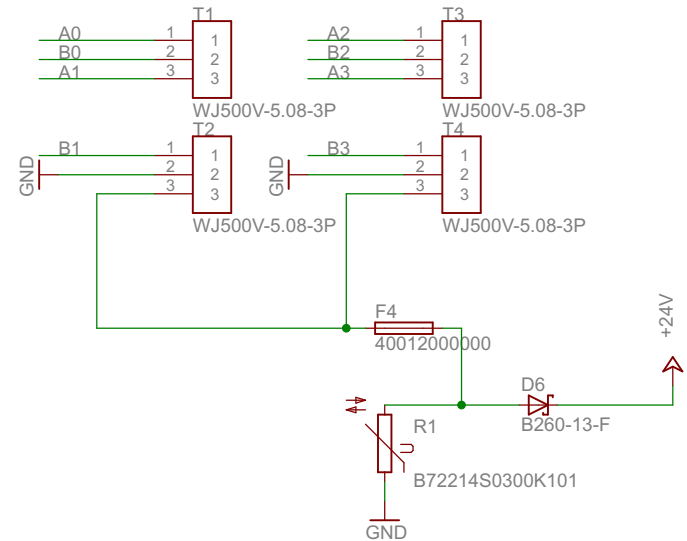 T1
A0 1 1
B0 2 2
A1 3 3
WJ500V-5.08-3P
T3
A2 1 1
B2 2 2
A3 3 3
WJ500V-5.08-3P
T2
B1 1 1
GND 2 2
3 3
WJ500V-5.08-3P
T4
B3 1 1
GND 2 2
3 3
WJ500V-5.08-3P
F4
40012000000
+24V
D6
B260-13-F
R1
U
B72214S0300K101
GND